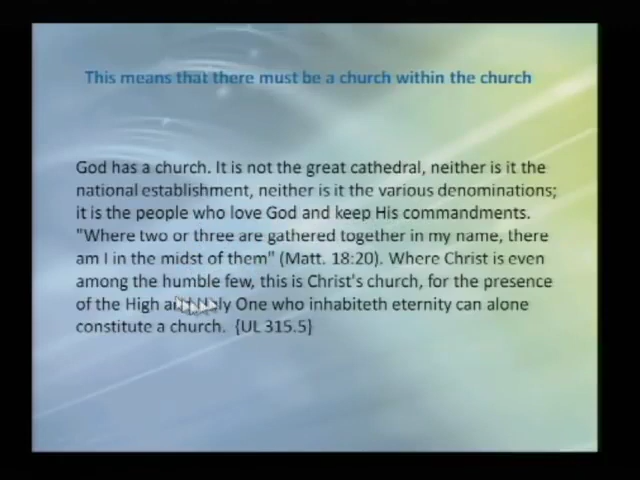 This means that there must be a church within the church
God has a church. It is not the great cathedral, neither is it the
national establishment, neither is it the various denominations;
it is the people who love God and keep His commandments.
"Where two or three are gathered together in my name, there
am I in the midst of them" (Matt. 18:20). Where Christ is even
among the humble few, this is Christ's church, for the presence
of the High One who inhabiteth eternity can alone
constitute a church. {UL 315.5}